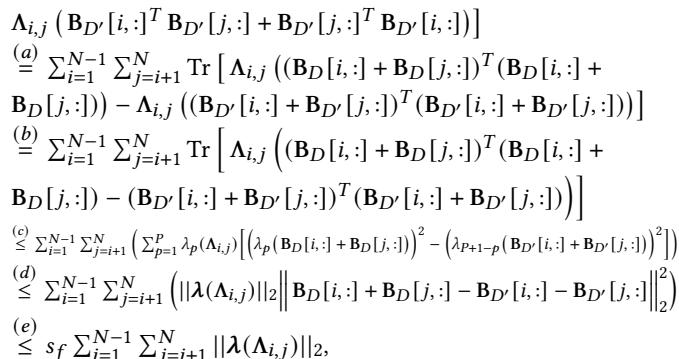 𝚲_{i,j} ( 𝐁_{D′}[i,:]^T 𝐁_{D′}[j,:] + 𝐁_{D′}[j,:]^T 𝐁_{D′}[i,:])]
(a)= ∑_{i=1}^{N−1} ∑_{j=i+1}^{N} Tr [ 𝚲_{i,j} ((𝐁_D[i,:] + 𝐁_D[j,:])^T (𝐁_D[i,:] +
𝐁_D[j,:])) − 𝚲_{i,j} ((𝐁_{D′}[i,:] + 𝐁_{D′}[j,:])^T (𝐁_{D′}[i,:] + 𝐁_{D′}[j,:]))]
(b)= ∑_{i=1}^{N−1} ∑_{j=i+1}^{N} Tr [ 𝚲_{i,j} ((𝐁_D[i,:] + 𝐁_D[j,:])^T (𝐁_D[i,:] +
𝐁_D[j,:]) − (𝐁_{D′}[i,:] + 𝐁_{D′}[j,:])^T (𝐁_{D′}[i,:] + 𝐁_{D′}[j,:]))]
(c)≤ ∑_{i=1}^{N−1} ∑_{j=i+1}^{N} ( ∑_{p=1}^{P} λ_p(𝚲_{i,j}) [(λ_p(𝐁_D[i,:] + 𝐁_D[j,:]))^2 − (λ_{P+1−p}(𝐁_{D′}[i,:] + 𝐁_{D′}[j,:]))^2])
(d)≤ ∑_{i=1}^{N−1} ∑_{j=i+1}^{N} (||𝝀(𝚲_{i,j})||_2 ‖ 𝐁_D[i,:] + 𝐁_D[j,:] − 𝐁_{D′}[i,:] − 𝐁_{D′}[j,:]‖_2^2)
(e)≤ s_f ∑_{i=1}^{N−1} ∑_{j=i+1}^{N} ||𝝀(𝚲_{i,j})||_2,